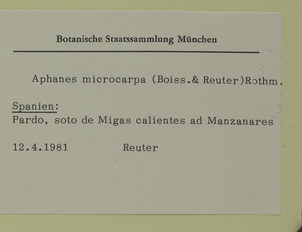 Botanische Staatssammlung München
Aphanes microcarpa (Boiss.& Reuter)Rothm.
Spanien:
Pardo, soto de Migas calientes ad Manzanares
12.4.1981 Reuter